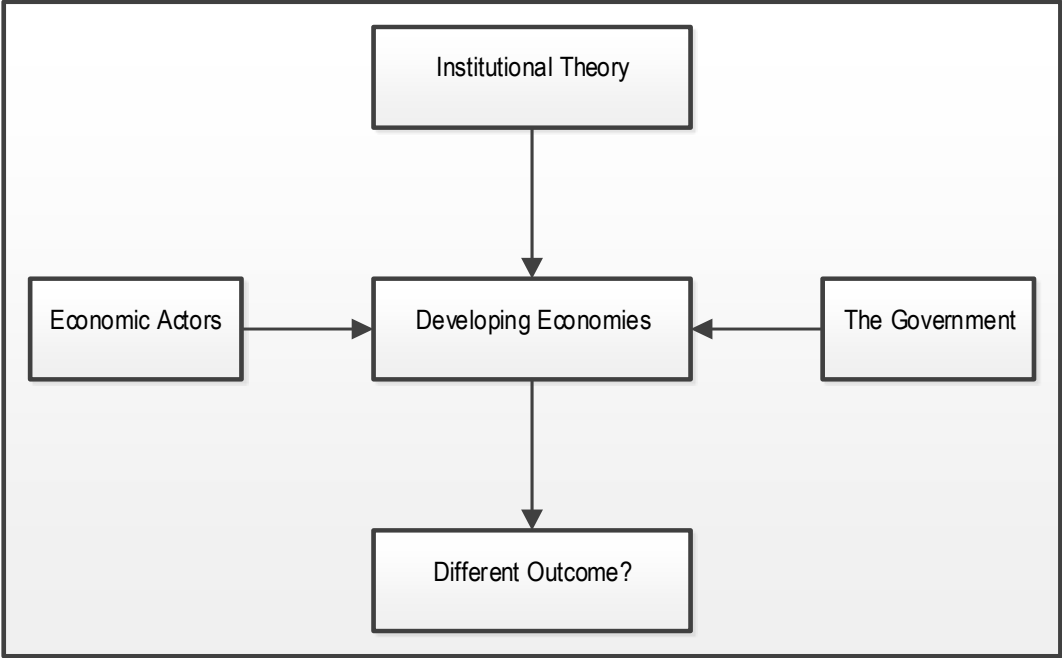 Institutional Theory
Economic Actors
Developing Economies
The Government
Different Outcome?